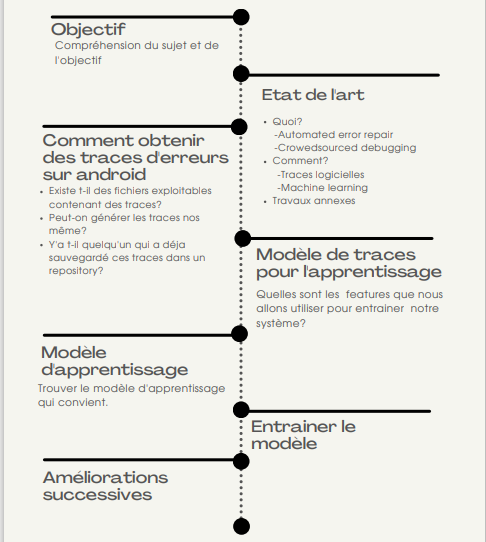 Objectif
Compréhension du sujet et de
l'objectif
Etat de l'art
• Quoi?
-Automated error repair
-Crowedsourced debugging
• Comment?
-Traces logicielles
-Machine learning
• Travaux annexes
Comment obtenir
des traces d'erreurs
sur android
• Existe t-il des fichiers exploitables
contenant des traces?
• Peut-on générer les traces nos
même?
• Y'a t-il quelqu'un qui a déja
sauvegardé ces traces dans un
repository?
Modèle de traces
pour l'apprentissage
Quelles sont les features que nous
allons utiliser pour entrainer notre
système?
Modèle
d'apprentissage
Trouver le modèle d'apprentissage
qui convient.
Entrainer le
modèle
Améliorations
successives